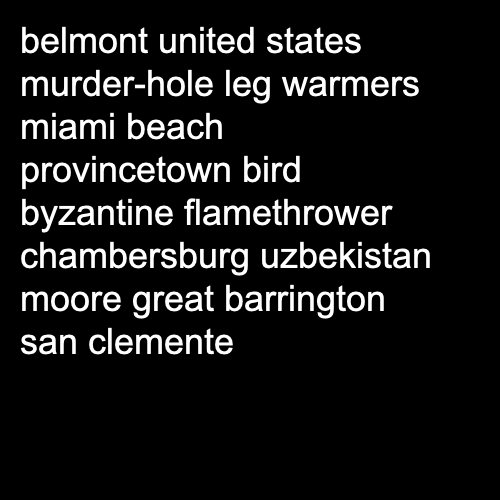 belmont united states
murder-hole leg warmers
miami beach
provincetown bird
byzantine flamethrower
chambersburg uzbekistan
moore great barrington
san clemente